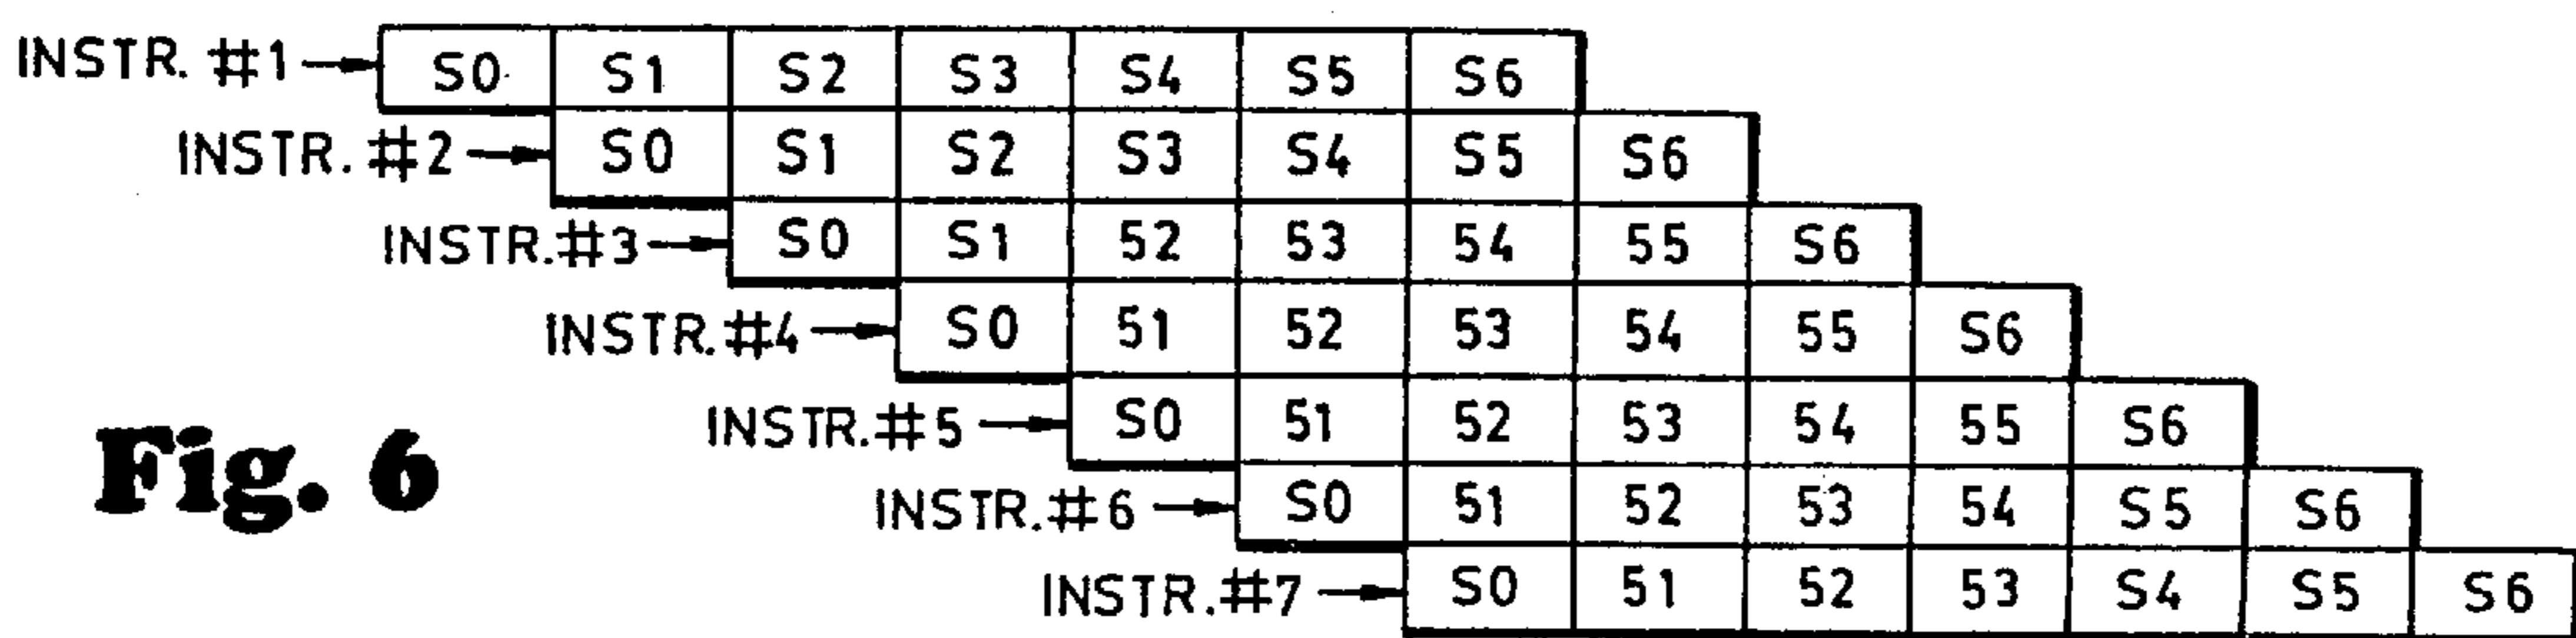 INSTR. #1 S0 S1 S2 S3 S4 S5 S6
INSTR. #2 S0 S1 S2 S3 S4 S5 S6
INSTR.#3 S0 S1 52 53 54 55 S6
INSTR.#4 S0 51 52 53 54 55 S6
INSTR.#5 S0 51 52 53 54 55 S6
INSTR.#6 S0 51 52 53 54 S5 S6
INSTR.#7 S0 51 52 53 S4 S5 S6
Fig. 6